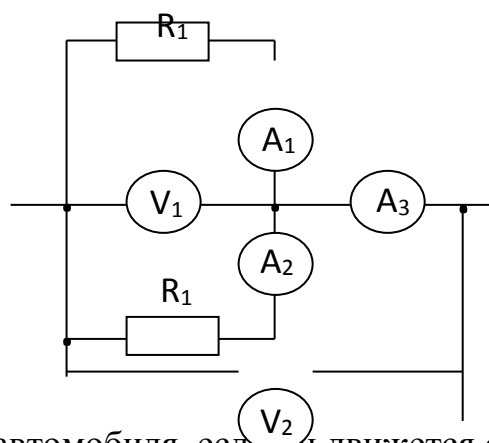 R₁
A₁
V₁
A₃
A₂
R₁
V₂
автомобиля
движется